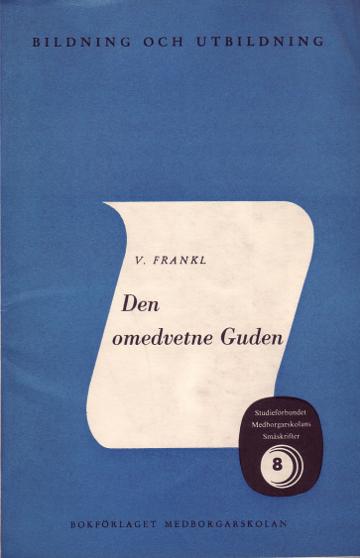 BILDNING OCH UTBILDNING
V. FRANKL
Den
omedvetne Guden
Studieförbundet
Medborgarskolans
Småskrifter
8
BOKFÖRLAGET MEDBORGARSKOLAN